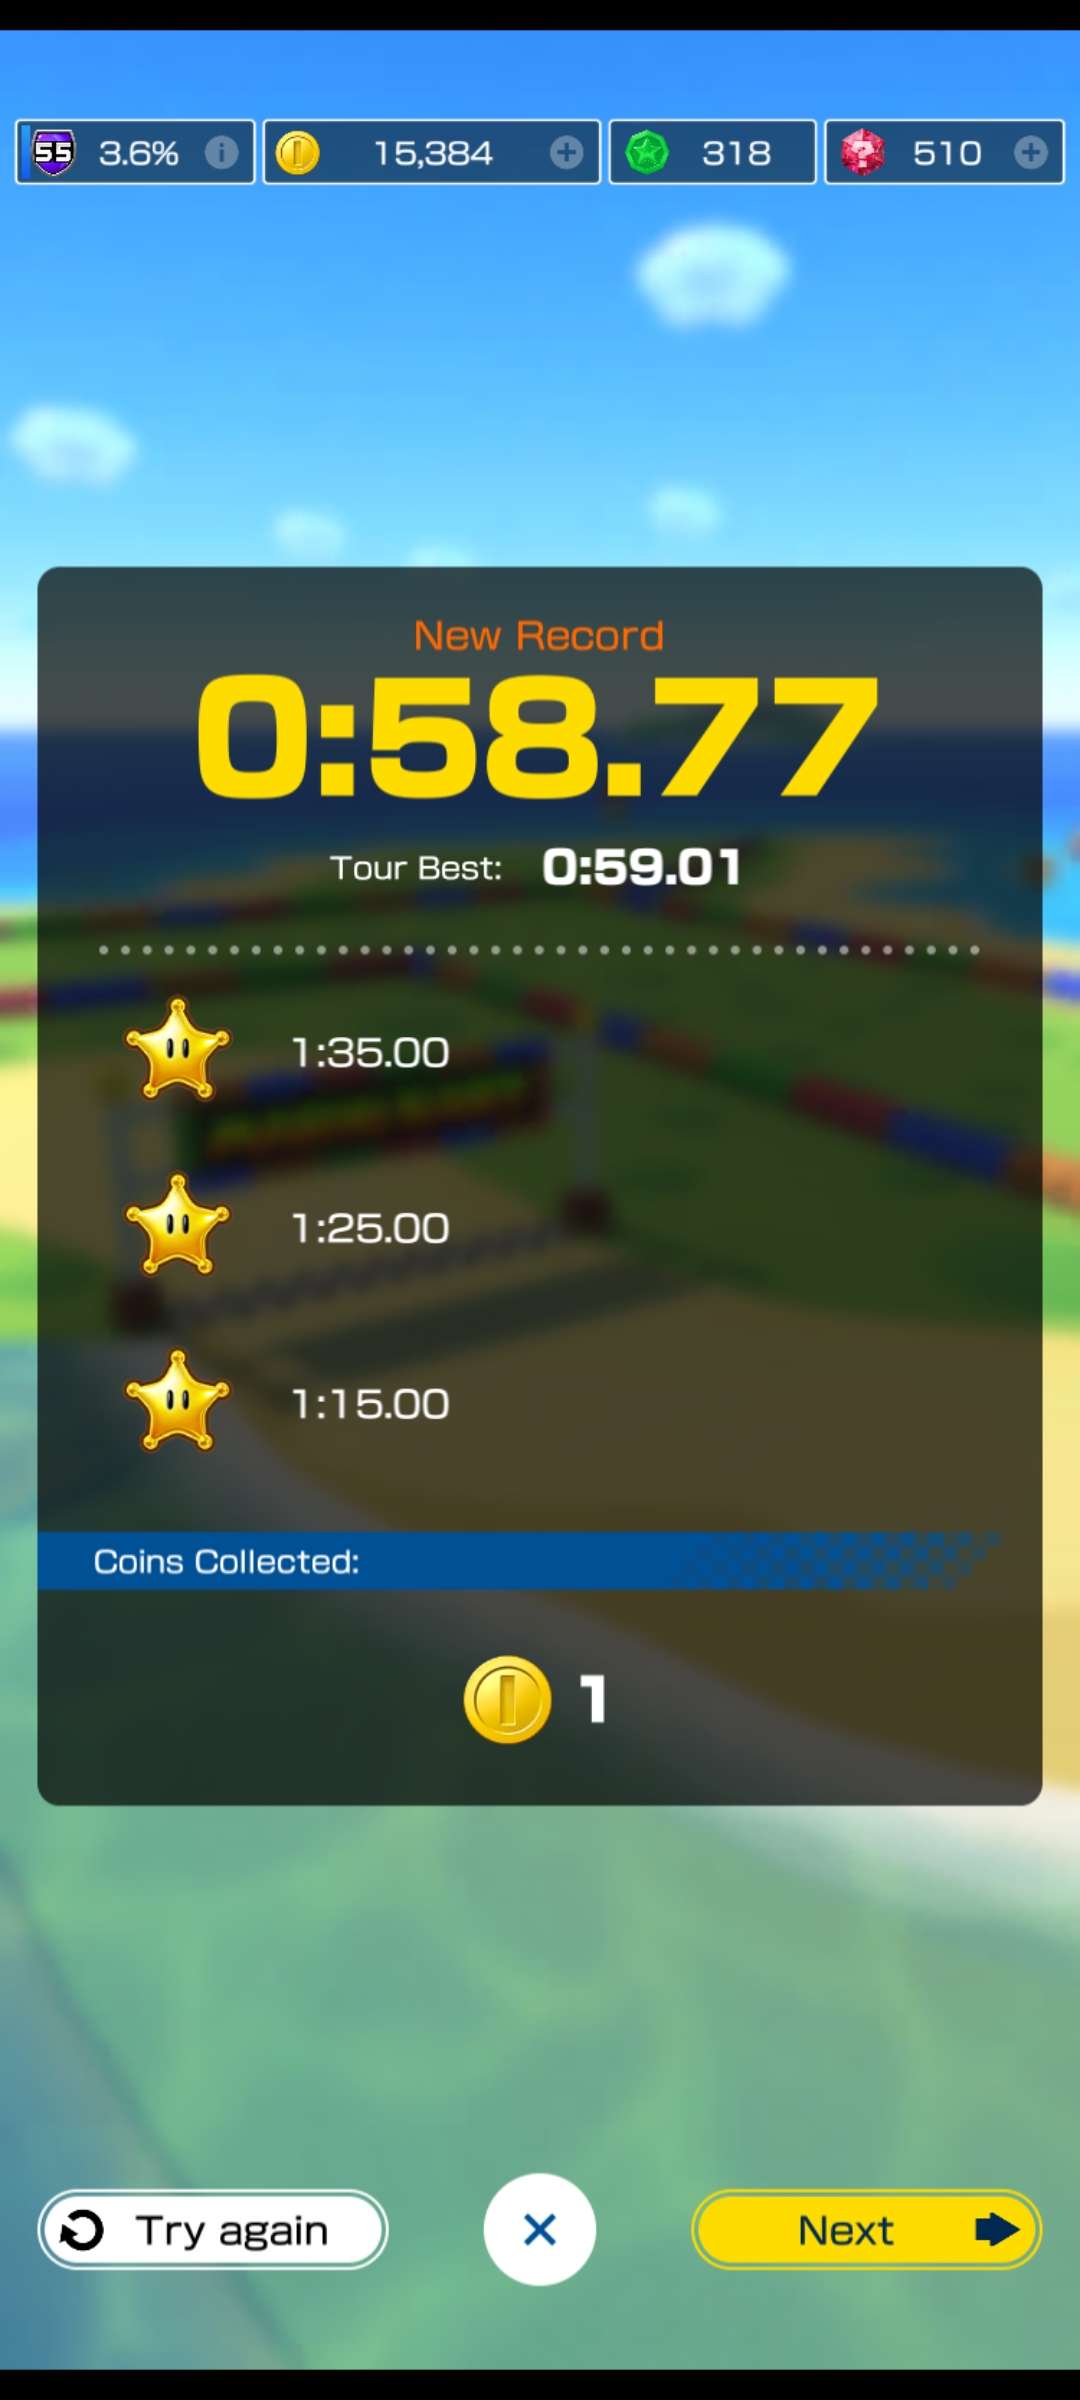 55 3.6% i 15,384 + 318 ? 510 +
New Record
0:58.77
Tour Best: 0:59.01
1:35.00
1:25.00
1:15.00
Coins Collected:
1
Try again × Next